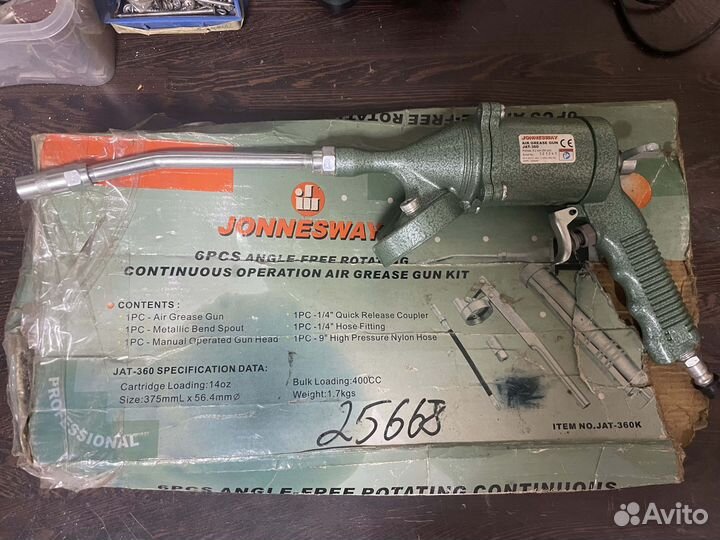 E-FREE ROTA
6PCS A
JONNESWAY
AIR GREASE GUN
JAT-360
CE
JONNESWAY
6PCS ANGLE-FREE ROTATING
CONTINUOUS OPERATION AIR GREASE GUN KIT
CONTENTS :
1PC - Air Grease Gun
1PC - Metallic Bend Spout
1PC - Manual Operated Gun Head
1PC -1/4" Quick Release Coupler
1PC -1/4" Hose Fitting
1PC - 9" High Pressure Nylon Hose
JAT-360 SPECIFICATION DATA:
Cartridge Loading:14oz
Size:375mmL x 56.4mmØ
Bulk Loading:400CC
Weight:1.7kgs
PROFESSIONAL
ITEM NO.JAT-360K
6PCS ANGLE-FREE ROTATING CONTINUOUS
Avito